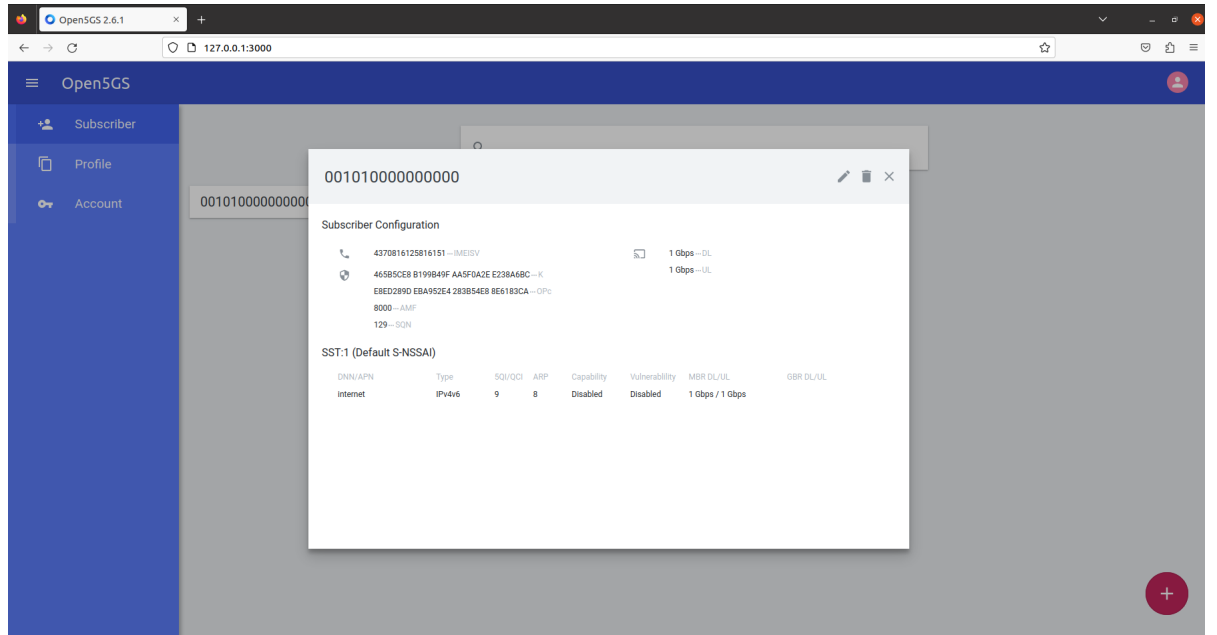 Open5GS 2.6.1
127.0.0.1:3000
Open5GS
Subscriber
Profile
Account
001010000000000
001010000000000
Subscriber Configuration
4370816125816151 — IMEISV
465B5CE8 B199B49F AA5F0A2E E238A6BC — K
E8ED289D EBA952E4 283B54E8 8E6183CA — OPc
8000 — AMF
129 — SQN
1 Gbps — DL
1 Gbps — UL
SST:1 (Default S-NSSAI)
DNN/APN Type 5QI/QCI ARP Capability Vulnerablility MBR DL/UL GBR DL/UL
internet IPv4v6 9 8 Disabled Disabled 1 Gbps / 1 Gbps